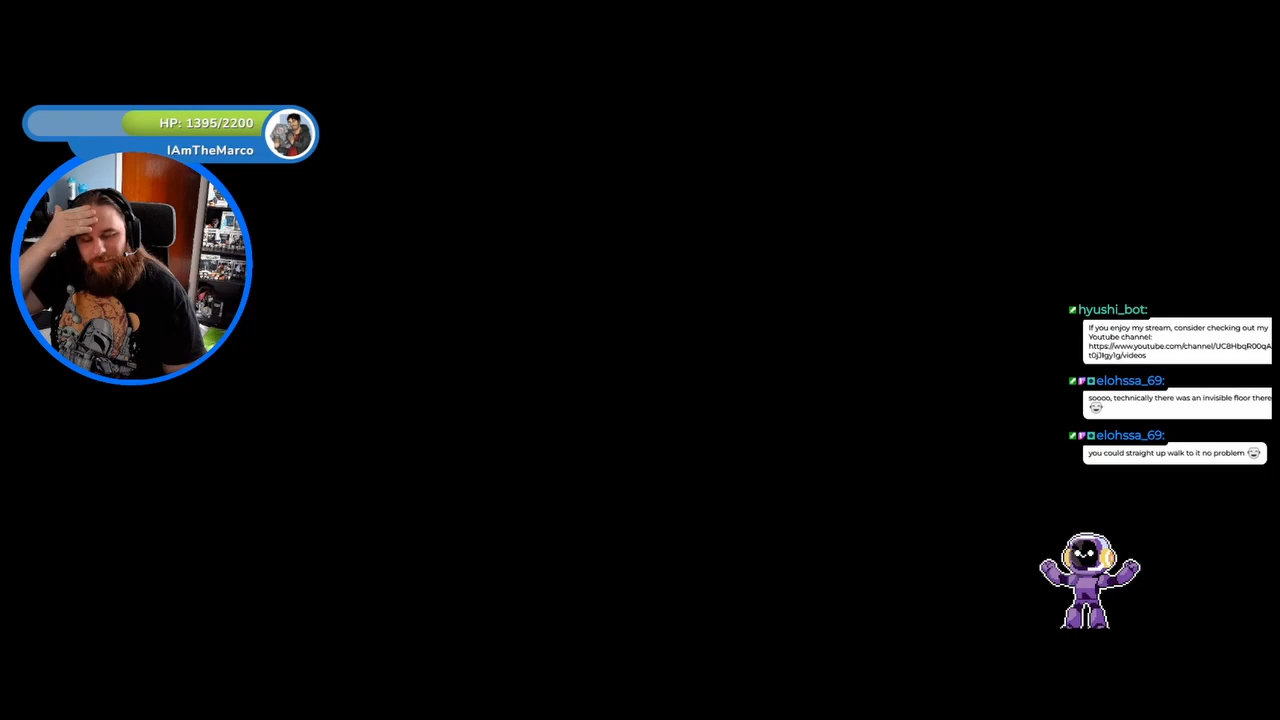 HP: 1395/2200
IAmTheMarco
hyushi_bot:
If you enjoy my stream, consider checking out my
Youtube channel:
elohssa_69:
soooo, technically there was an invisible floor there
elohssa_69:
you could straight up walk to it no problem